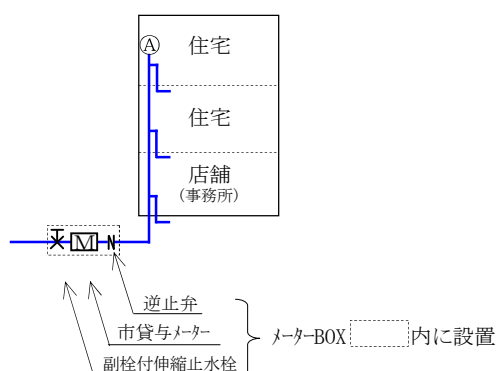 Ⓐ 住宅
住宅
店舗
(事務所)
M N
逆止弁
市貸与メーター
副栓付伸縮止水栓
メーターBOX 内に設置